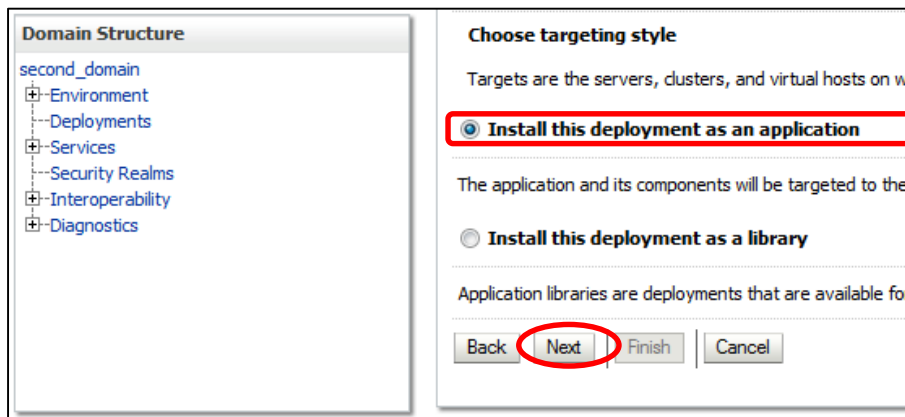 Domain Structure
second_domain
Environment
Deployments
Services
Security Realms
Interoperability
Diagnostics
Choose targeting style
Targets are the servers, clusters, and virtual hosts on
Install this deployment as an application
The application and its components will be targeted to the
Install this deployment as a library
Application libraries are deployments that are available
Back Next Finish Cancel